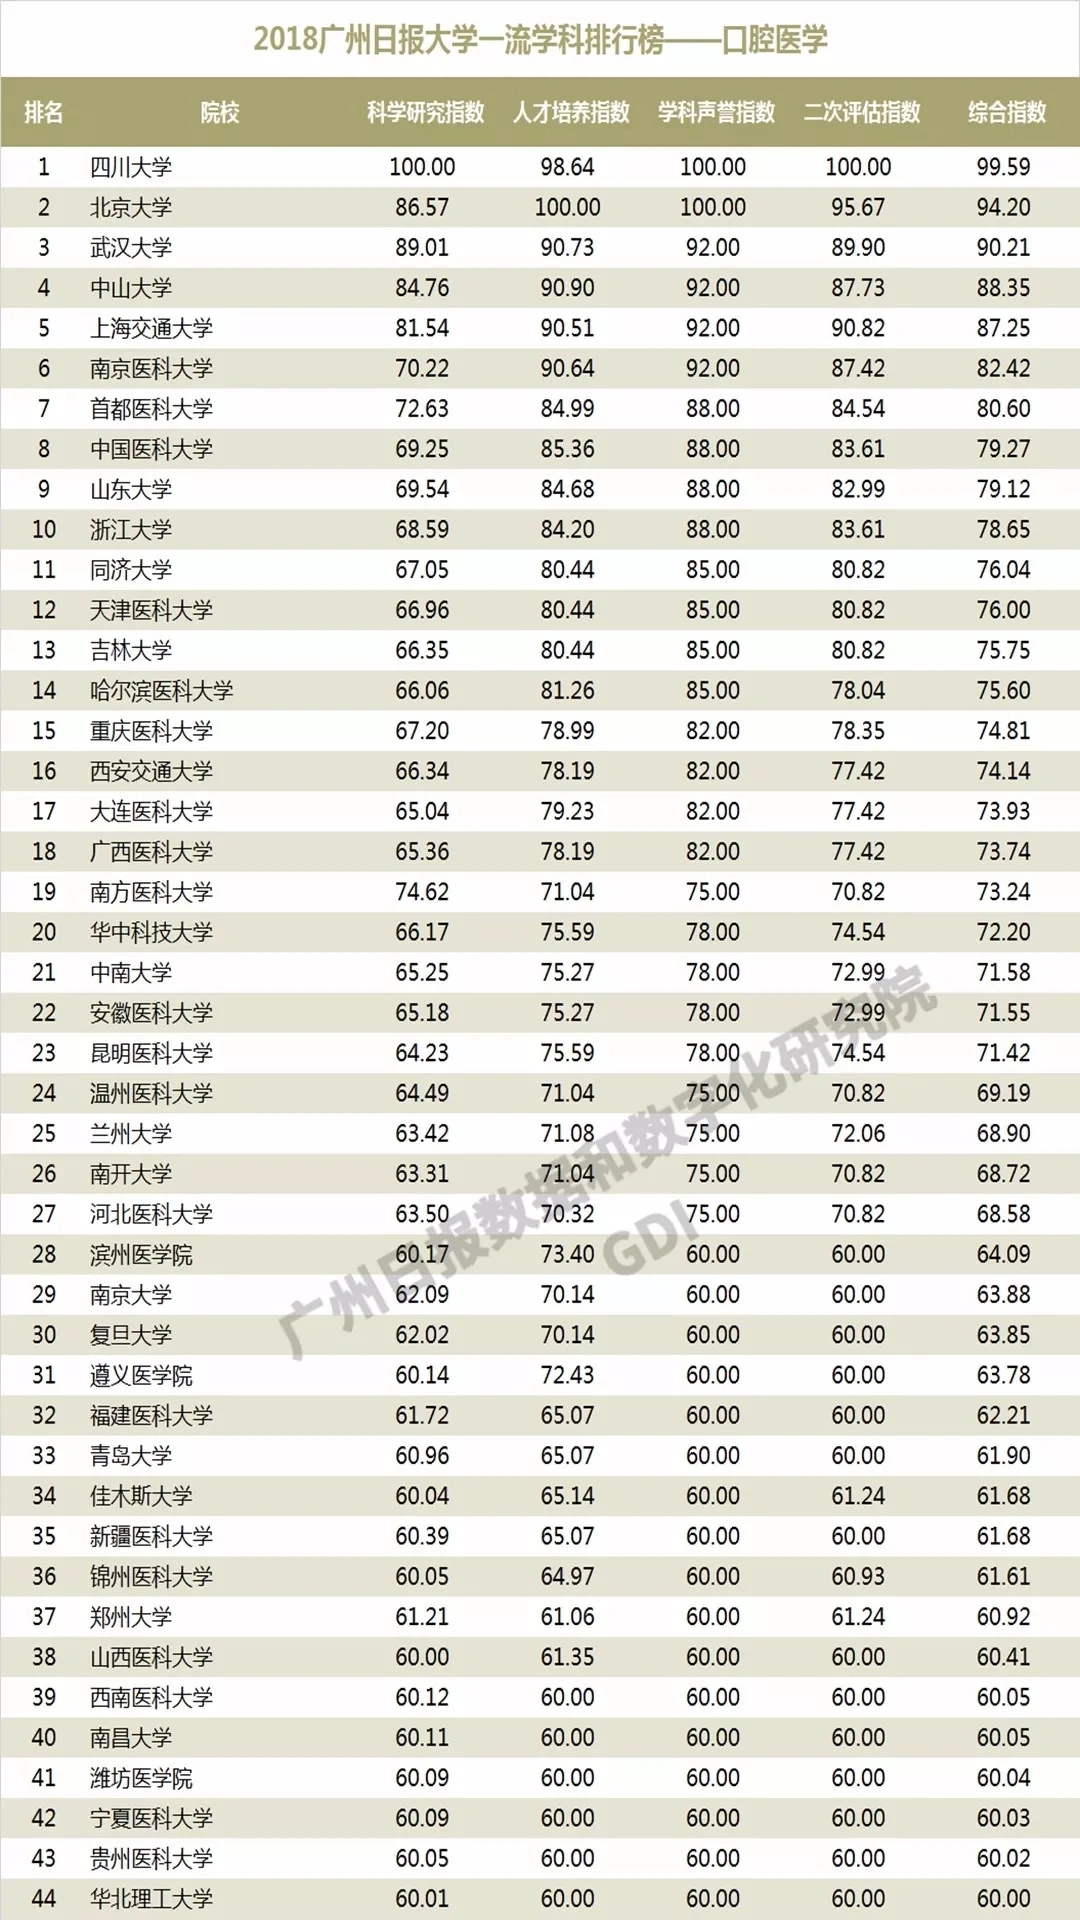 2018广州日报大学一流学科排行榜——口腔医学
排名 院校 科学研究指数 人才培养指数 学科声誉指数 二次评估指数 综合指数
1 四川大学 100.00 98.64 100.00 100.00 99.59
2 北京大学 86.57 100.00 100.00 95.67 94.20
3 武汉大学 89.01 90.73 92.00 89.90 90.21
4 中山大学 84.76 90.90 92.00 87.73 88.35
5 上海交通大学 81.54 90.51 92.00 90.82 87.25
6 南京医科大学 70.22 90.64 92.00 87.42 82.42
7 首都医科大学 72.63 84.99 88.00 84.54 80.60
8 中国医科大学 69.25 85.36 88.00 83.61 79.27
9 山东大学 69.54 84.68 88.00 82.99 79.12
10 浙江大学 68.59 84.20 88.00 83.61 78.65
11 同济大学 67.05 80.44 85.00 80.82 76.04
12 天津医科大学 66.96 80.44 85.00 80.82 76.00
13 吉林大学 66.35 80.44 85.00 80.82 75.75
14 哈尔滨医科大学 66.06 81.26 85.00 78.04 75.60
15 重庆医科大学 67.20 78.99 82.00 78.35 74.81
16 西安交通大学 66.34 78.19 82.00 77.42 74.14
17 大连医科大学 65.04 79.23 82.00 77.42 73.93
18 广西医科大学 65.36 78.19 82.00 77.42 73.74
19 南方医科大学 74.62 71.04 75.00 70.82 73.24
20 华中科技大学 66.17 75.59 78.00 74.54 72.20
21 中南大学 65.25 75.27 78.00 72.99 71.58
22 安徽医科大学 65.18 75.27 78.00 72.99 71.55
23 昆明医科大学 64.23 75.59 78.00 74.54 71.42
24 温州医科大学 64.49 71.04 75.00 70.82 69.19
25 兰州大学 63.42 71.08 75.00 72.06 68.90
26 南开大学 63.31 71.04 75.00 70.82 68.72
27 河北医科大学 63.50 70.32 75.00 70.82 68.58
28 滨州医学院 60.17 73.40 60.00 60.00 64.09
29 南京大学 62.09 70.14 60.00 60.00 63.88
30 复旦大学 62.02 70.14 60.00 60.00 63.85
31 遵义医学院 60.14 72.43 60.00 60.00 63.78
32 福建医科大学 61.72 65.07 60.00 60.00 62.21
33 青岛大学 60.96 65.07 60.00 60.00 61.90
34 佳木斯大学 60.04 65.14 60.00 61.24 61.68
35 新疆医科大学 60.39 65.07 60.00 60.00 61.68
36 锦州医科大学 60.05 64.97 60.00 60.93 61.61
37 郑州大学 61.21 61.06 60.00 61.24 60.92
38 山西医科大学 60.00 61.35 60.00 60.00 60.41
39 西南医科大学 60.12 60.00 60.00 60.00 60.05
40 南昌大学 60.11 60.00 60.00 60.00 60.05
41 潍坊医学院 60.09 60.00 60.00 60.00 60.04
42 宁夏医科大学 60.09 60.00 60.00 60.00 60.03
43 贵州医科大学 60.05 60.00 60.00 60.00 60.02
44 华北理工大学 60.01 60.00 60.00 60.00 60.00
广州日报数据和数字化研究院
GDI